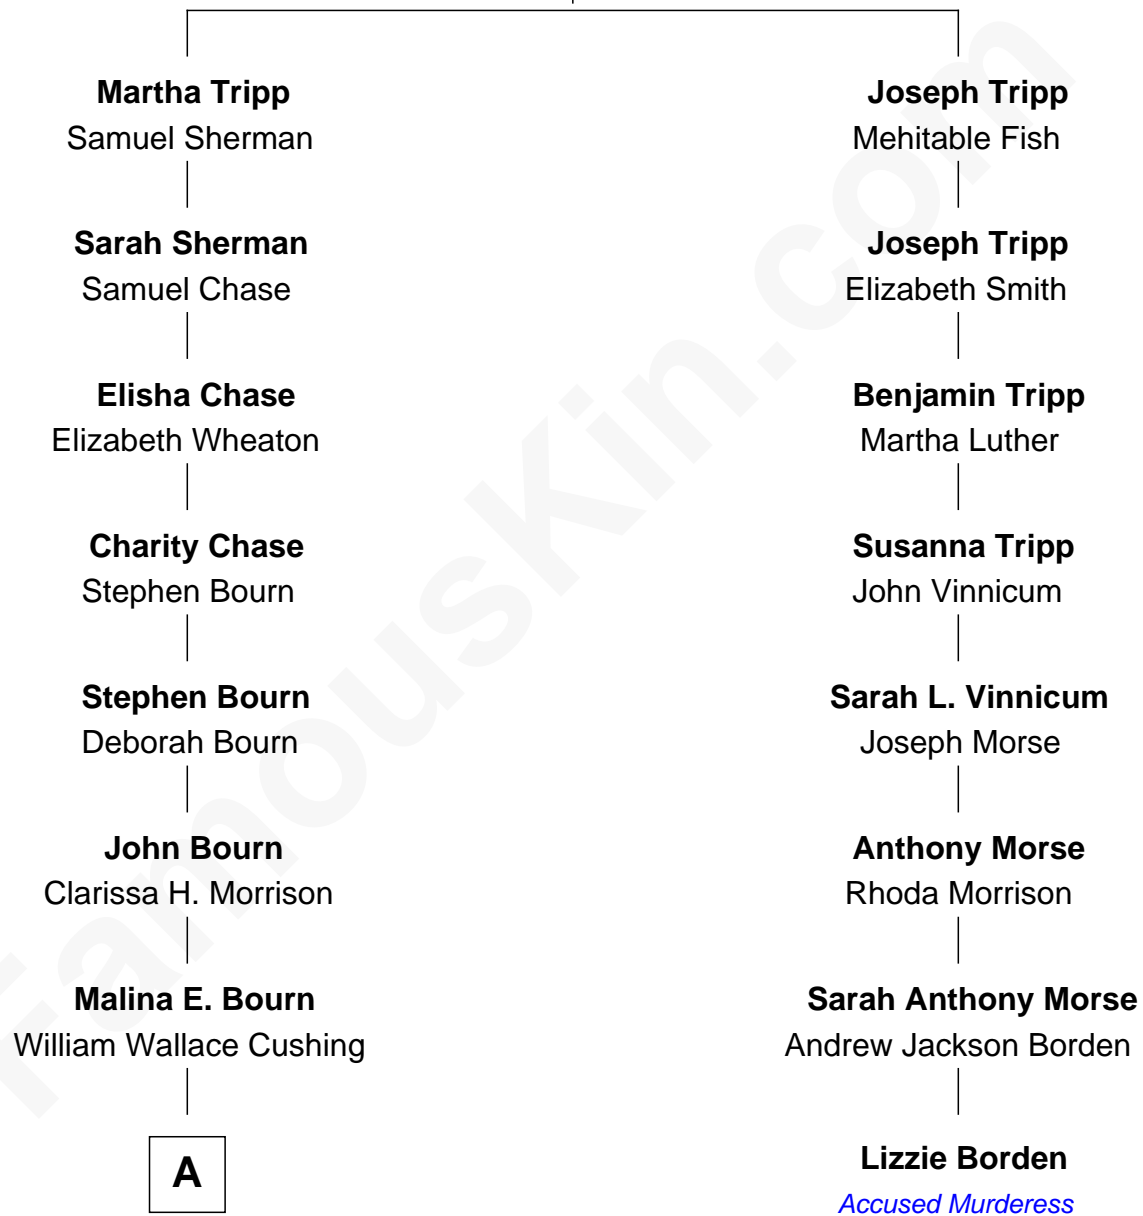 Martha Tripp
Samuel Sherman
Sarah Sherman
Samuel Chase
Elisha Chase
Elizabeth Wheaton
Charity Chase
Stephen Bourn
Stephen Bourn
Deborah Bourn
John Bourn
Clarissa H. Morrison
Malina E. Bourn
William Wallace Cushing
A
Joseph Tripp
Mehitable Fish
Joseph Tripp
Elizabeth Smith
Benjamin Tripp
Martha Luther
Susanna Tripp
John Vinnicum
Sarah L. Vinnicum
Joseph Morse
Anthony Morse
Rhoda Morrison
Sarah Anthony Morse
Andrew Jackson Borden
Lizzie Borden
Accused Murderess
FamousKin.com